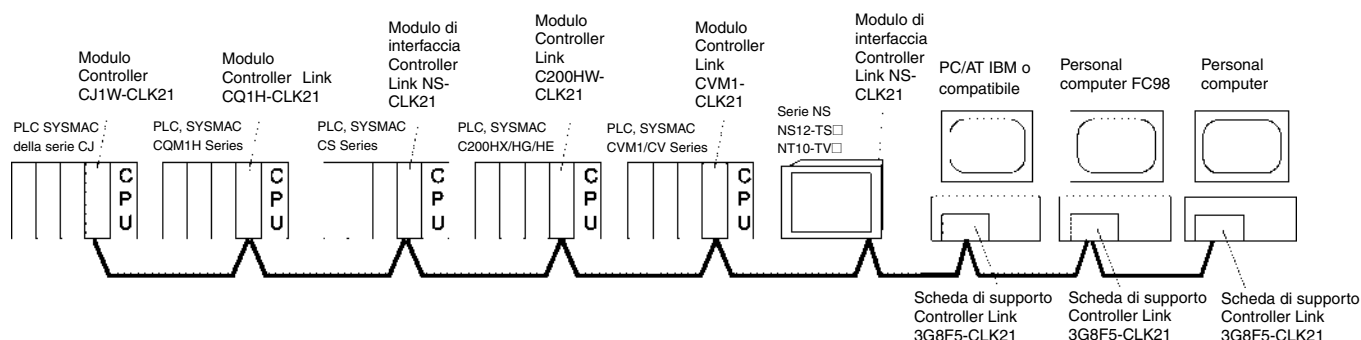 Modulo
Controller
CJ1W-CLK21
Modulo
Controller Link
CQ1H-CLK21
Modulo di
interfaccia
Controller
Link NS-
CLK21
Modulo
Controller
Link
C200HW-
CLK21
Modulo
Controller
Link
CVM1-
CLK21
Modulo di
interfaccia
Controller
Link NS-
CLK21
PC/AT IBM o
compatibile
Personal
computer FC98
Personal
computer
PLC SYSMAC
della serie CJ
PLC, SYSMAC
CQM1H Series
PLC, SYSMAC
CS Series
PLC, SYSMAC
C200HX/HG/HE
PLC, SYSMAC
CVM1/CV Series
Serie NS
NS12-TS□
NT10-TV□
CPU
CPU
CPU
CPU
CPU
Scheda di supporto
Controller Link
3G8F5-CLK21
Scheda di supporto
Controller Link
3G8F5-CLK21
Scheda di supporto
Controller Link
3G8F5-CLK21